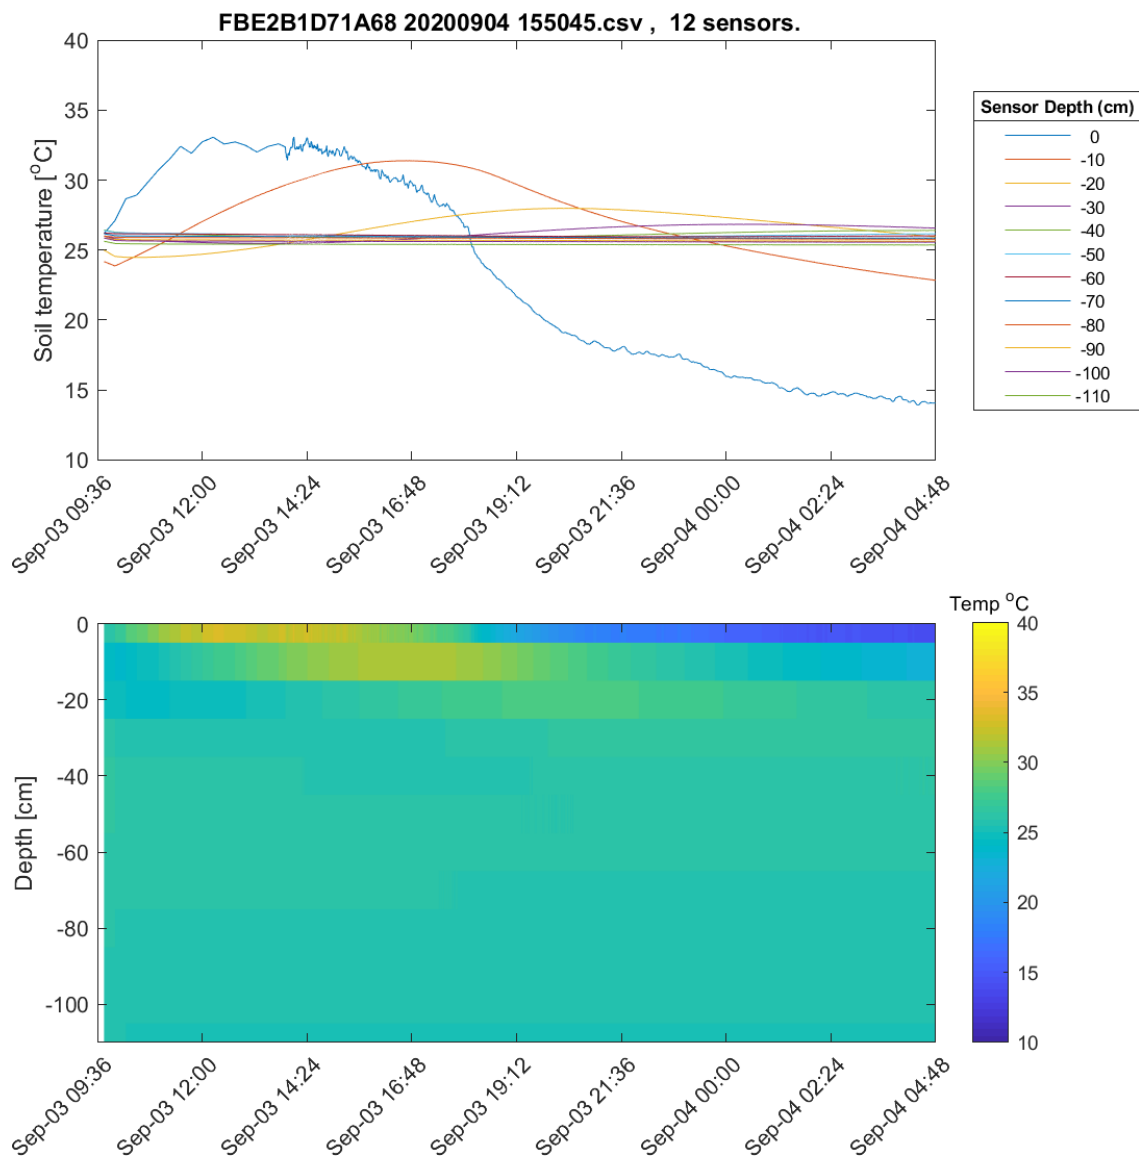 FBE2B1D71A68 20200904 155045.csv , 12 sensors.
40
35
30
25
20
15
10
Soil temperature [°C]
Sep-03 09:36
Sep-03 12:00
Sep-03 14:24
Sep-03 16:48
Sep-03 19:12
Sep-03 21:36
Sep-04 00:00
Sep-04 02:24
Sep-04 04:48
Sensor Depth (cm)
0
-10
-20
-30
-40
-50
-60
-70
-80
-90
-100
-110
Temp °C
0
-20
-40
-60
-80
-100
Depth [cm]
40
35
30
25
20
15
10
Sep-03 09:36
Sep-03 12:00
Sep-03 14:24
Sep-03 16:48
Sep-03 19:12
Sep-03 21:36
Sep-04 00:00
Sep-04 02:24
Sep-04 04:48